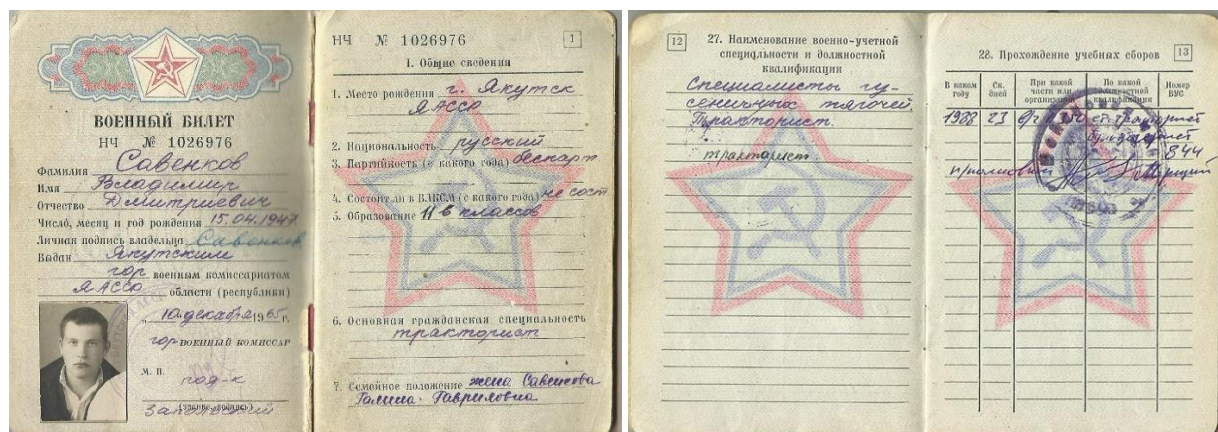 ВОЕННЫЙ БИЛЕТ
НЧ № 1026976
Фамилия Савенков
Имя Владимир
Отчество Дмитриевич
Число, месяц и год рождения 15.04.1947
Личная подпись владельца Савенков
Выдан Якутским
гор военным комиссариатом
ЯАССР области (республики)
„ 10 декабря 1965 г.
гор ВОЕННЫЙ КОМИССАР
М. П.
под-к
(звание, подпись)
НЧ № 1026976 1
I. Общие сведения
1. Место рождения г. Якутск
ЯАССР
2. Национальность русский
3. Партийность (с какого года) беспарт
4. Состоит ли в ВЛКСМ (с какого года) не сост
5. Образование 11 в классов
6. Основная гражданская специальность
тракторист
7. Семейное положение жена Савенкова
Галина Гавриловна
12 27. Наименование военно-учетной
специальности и должностной
квалификации
Специалисты гу-
сеничных тягачей
Тракторист.
тракторист
28. Прохождение учебных сборов 13
В каком году Ск. дней При какой части или организации По какой должностной квалификации Номер ВУС
1988 23 в/ч ст. тракторист
844
п/полковник